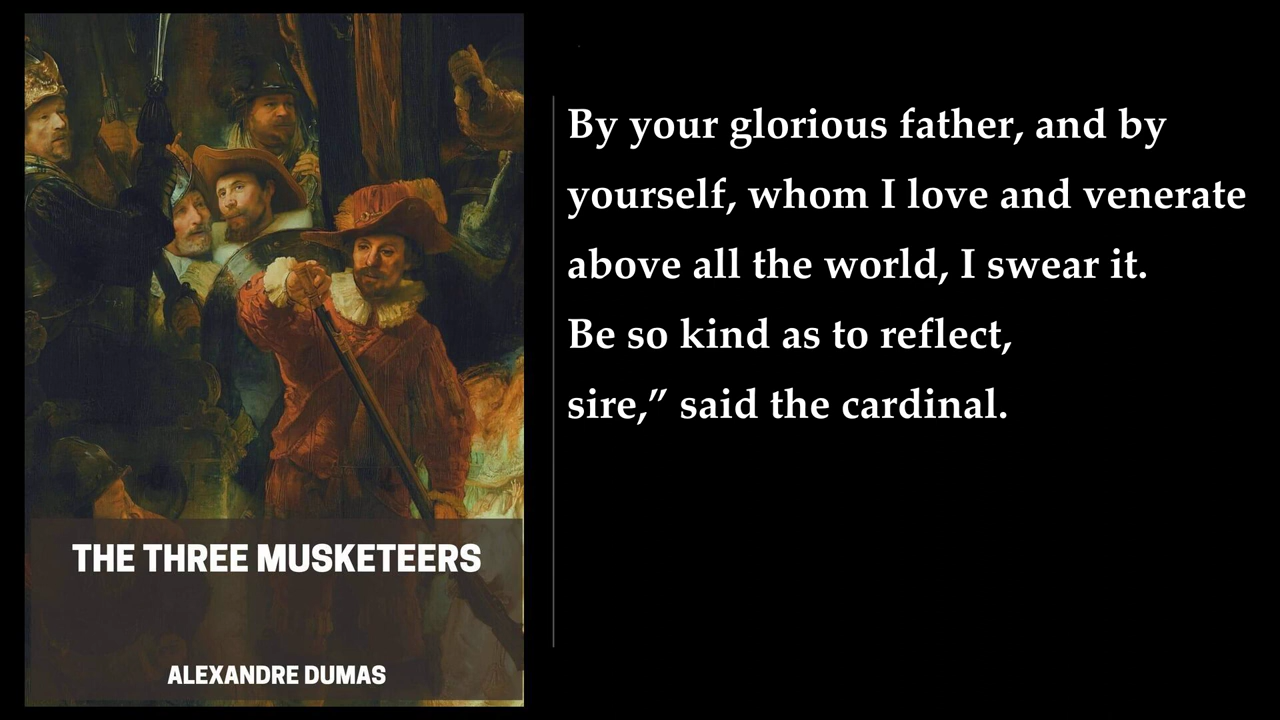 THE THREE MUSKETEERS
ALEXANDRE DUMAS
By your glorious father, and by
yourself, whom I love and venerate
above all the world, I swear it.
Be so kind as to reflect,
sire,” said the cardinal.